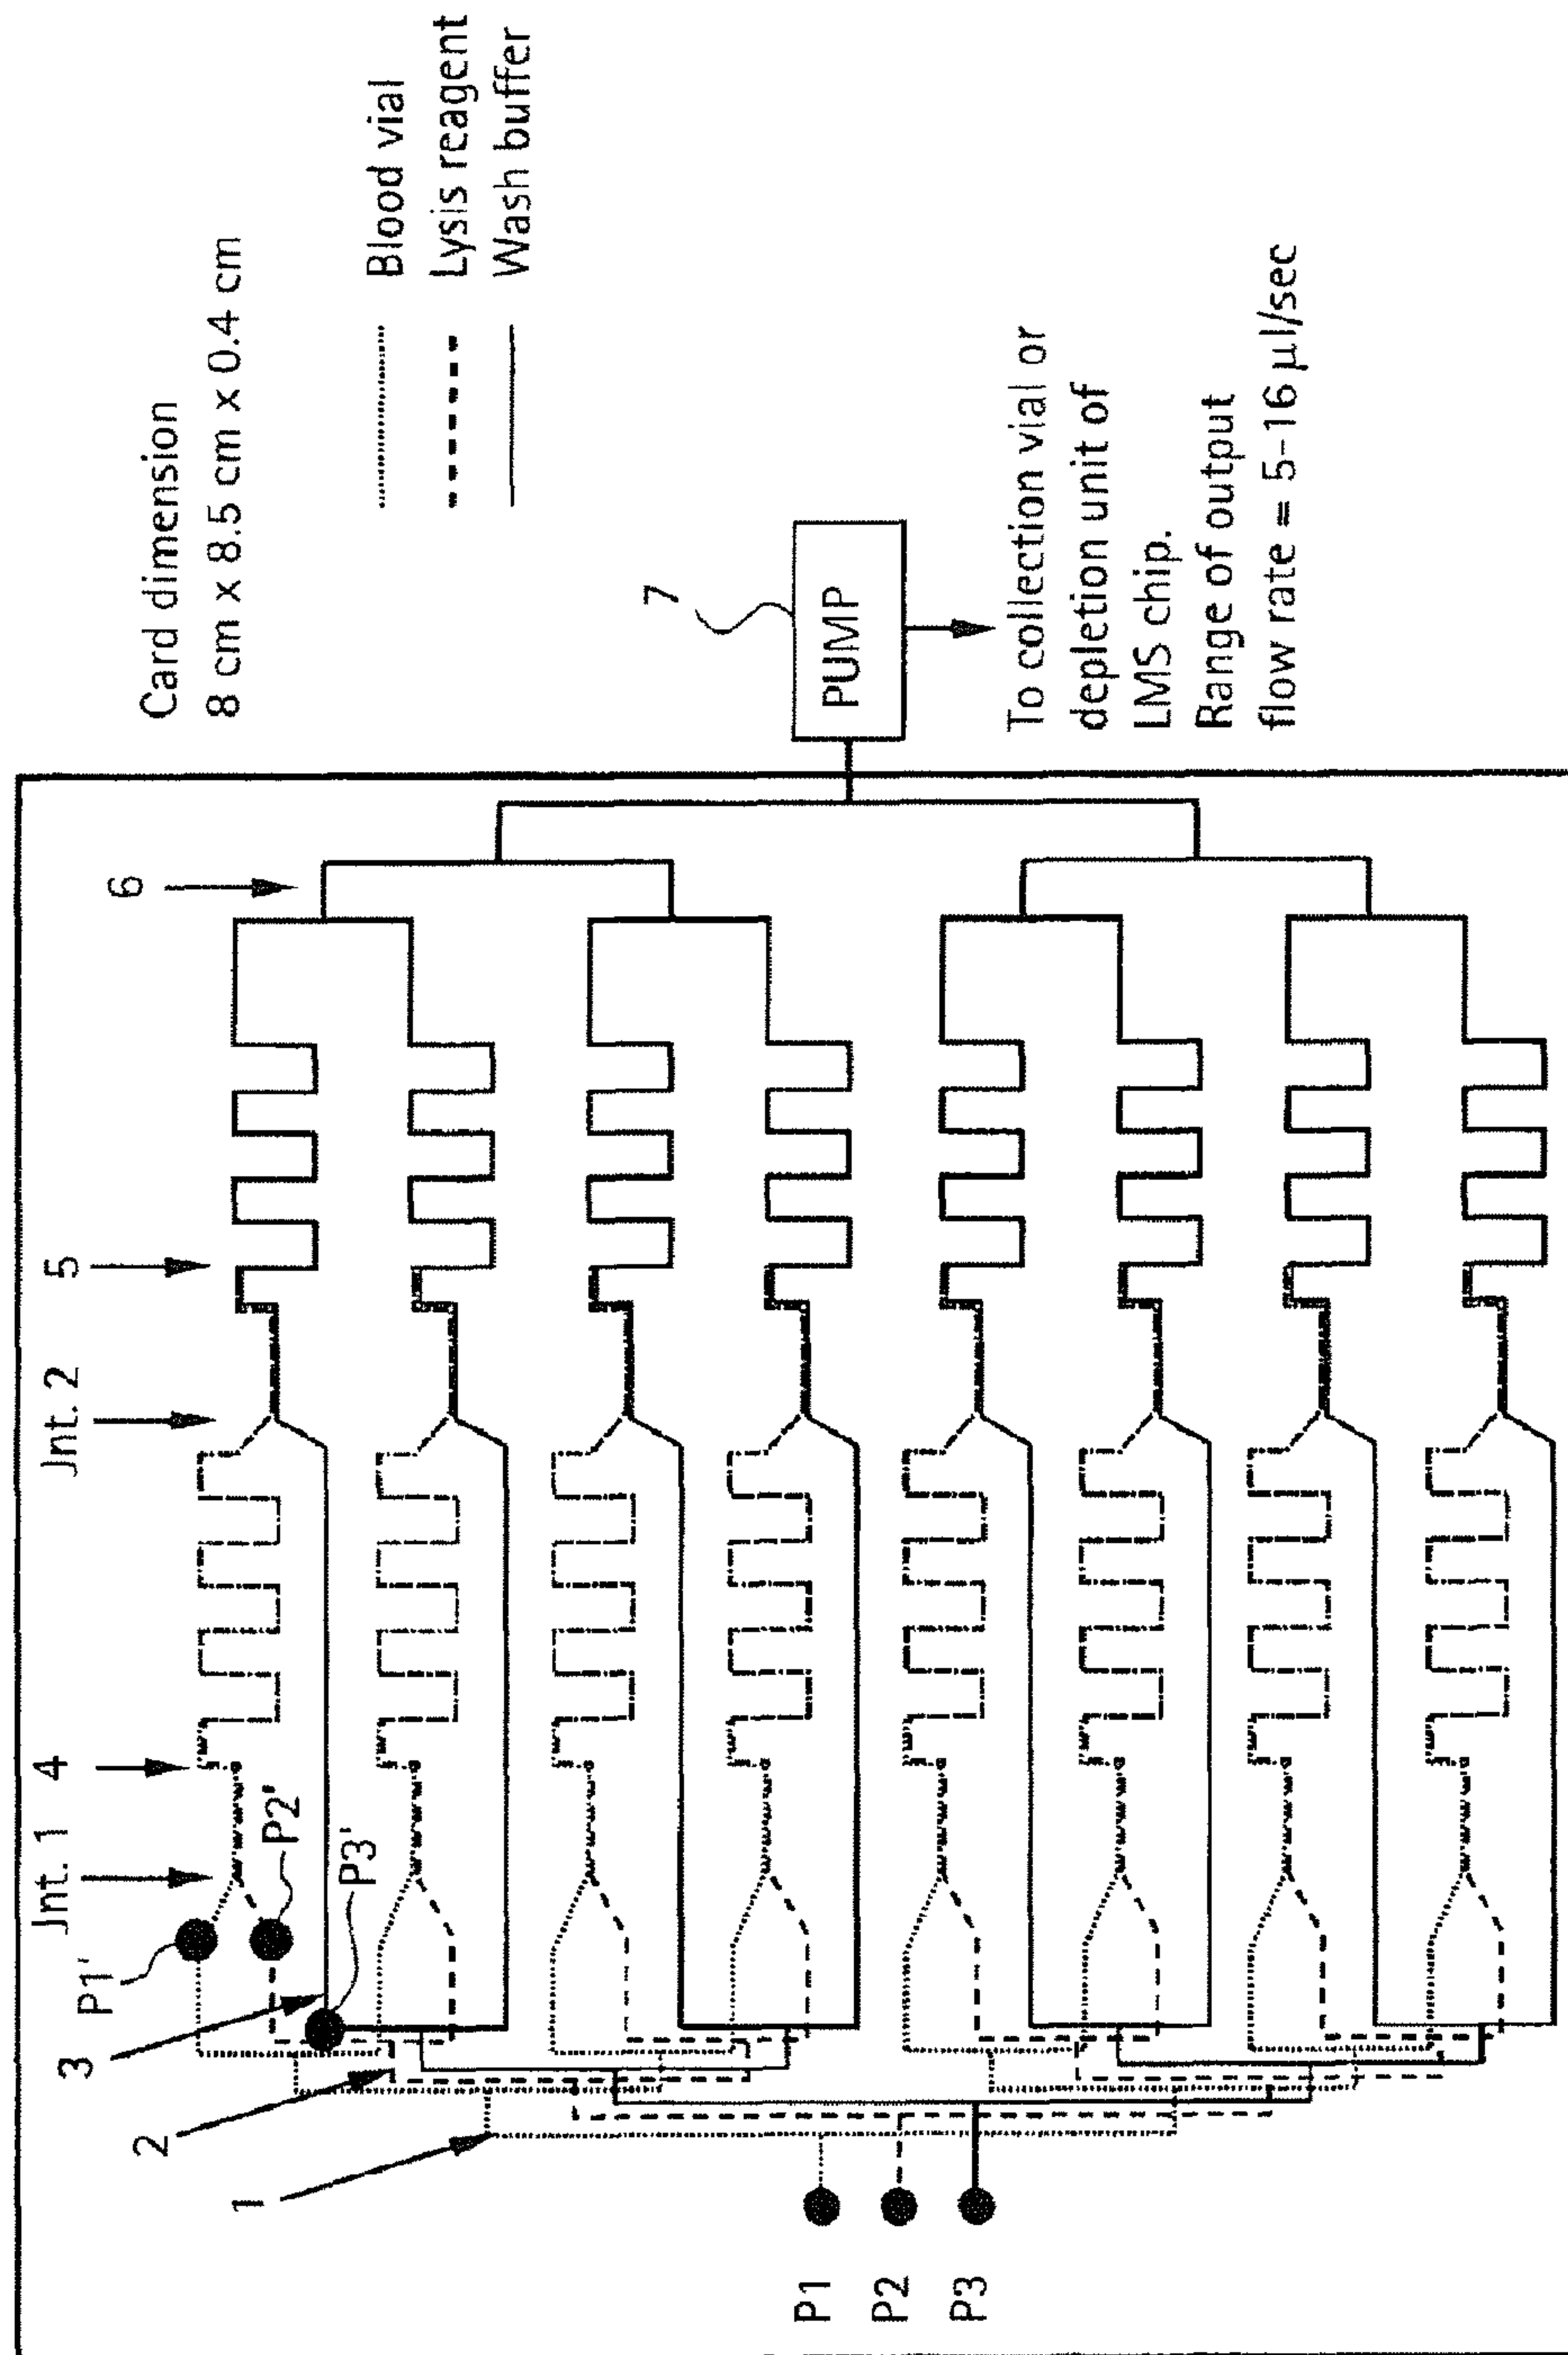 Card dimension
8 cm x 8.5 cm x 0.4 cm
Blood vial
Lysis reagent
Wash buffer
Jnt. 1
4
Jnt. 2
5
6
7
PUMP
To collection vial or
depletion unit of
LMS chip.
Range of output
flow rate = 5-16 µl/sec
P1'
P2'
P3'
3
2
1
P1
P2
P3